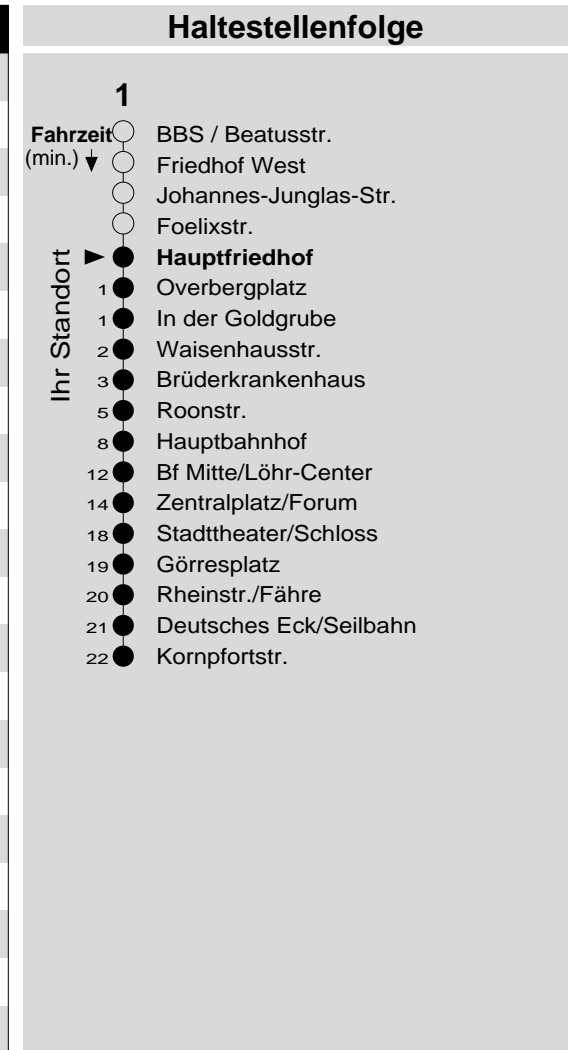 Haltestellenfolge
1
Fahrzeit BBS / Beatusstr.
(min.) Friedhof West
Johannes-Junglas-Str.
Foelixstr.
Ihr Standort
Hauptfriedhof
1 Overbergplatz
1 In der Goldgrube
2 Waisenhausstr.
3 Brüderkrankenhaus
5 Roonstr.
8 Hauptbahnhof
12 Bf Mitte/Löhr-Center
14 Zentralplatz/Forum
18 Stadttheater/Schloss
19 Görresplatz
20 Rheinstr./Fähre
21 Deutsches Eck/Seilbahn
22 Kornpfortstr.